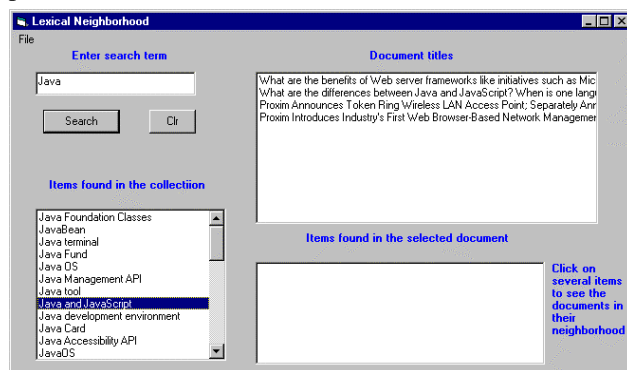 Lexical Neighborhood
File
Enter search term
Document titles
Java
What are the benefits of Web server frameworks like initiatives such as Mic
What are the differences between Java and JavaScript? When is one langu
Proxim Announces Token Ring Wireless LAN Access Point; Separately Anr
Proxim Introduces Industry's First Web Browser-Based Network Managemer
Search
Clr
Items found in the collectiion
Java Foundation Classes
JavaBean
Java terminal
Java Fund
Java OS
Java Management API
Java tool
Java and JavaScript
Java development environment
Java Card
Java Accessibility API
JavaOS
Items found in the selected document
Click on
several items
to see the
documents in
their
neighborhood